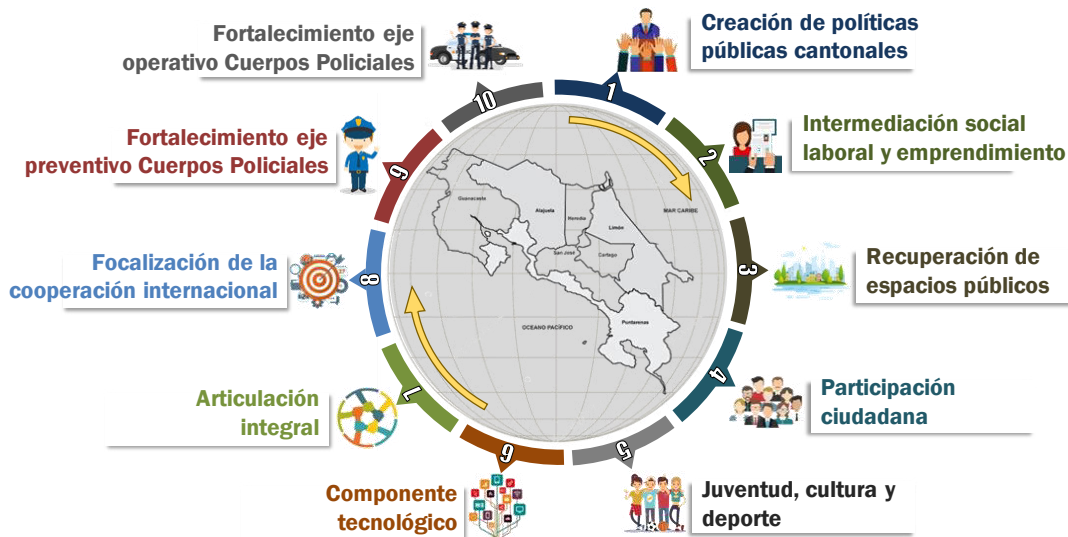 Creación de políticas
públicas cantonales
1
Intermediación social
laboral y emprendimiento
2
Recuperación de
espacios públicos
3
Participación
ciudadana
4
Juventud, cultura y
deporte
5
Componente
tecnológico
6
Articulación
integral
7
Focalización de la
cooperación internacional
8
Fortalecimiento eje
preventivo Cuerpos Policiales
9
Fortalecimiento eje
operativo Cuerpos Policiales
10
Guanacaste
Alajuela
Heredia
Limón
MAR CARIBE
San José
Cartago
Puntarenas
OCEANO PACÍFICO